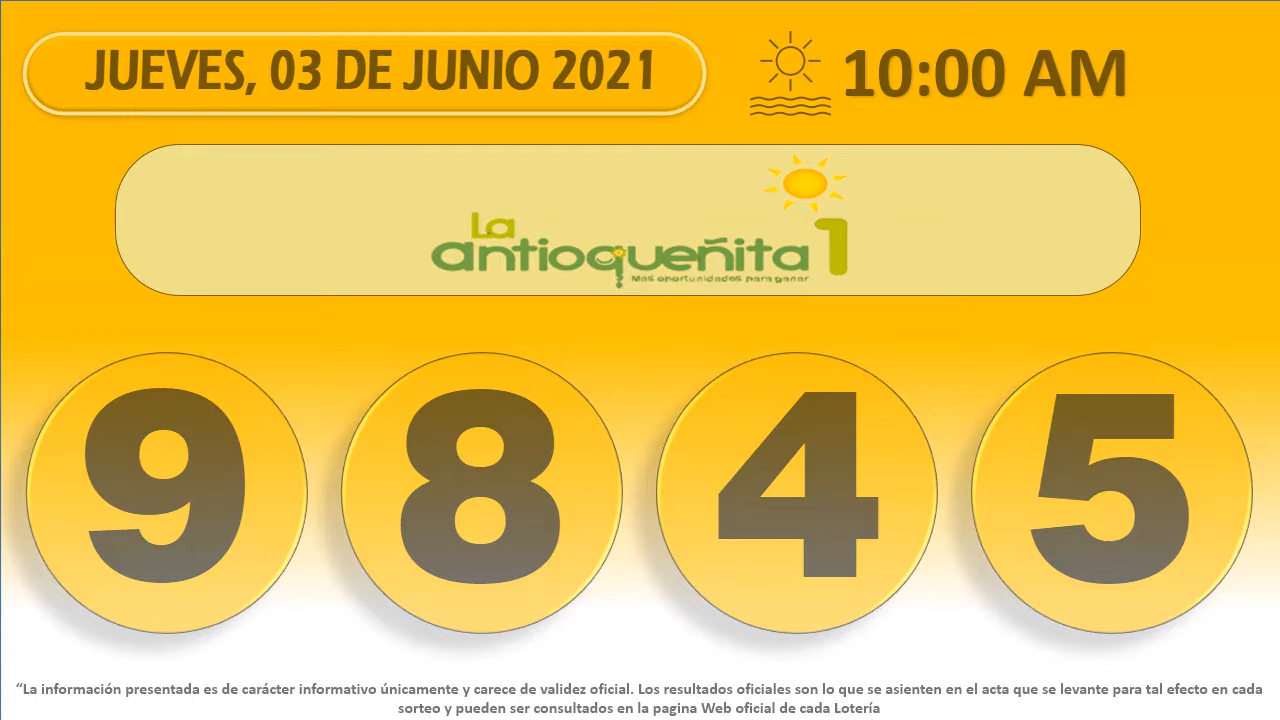 JUEVES, 03 DE JUNIO 2021
10:00 AM
La
antioqueñita 1
Más oportunidades para ganar
9 8 4 5
“La información presentada es de carácter informativo únicamente y carece de validez oficial. Los resultados oficiales son lo que se asienten en el acta que se levante para tal efecto en cada
sorteo y pueden ser consultados en la pagina Web oficial de cada Lotería